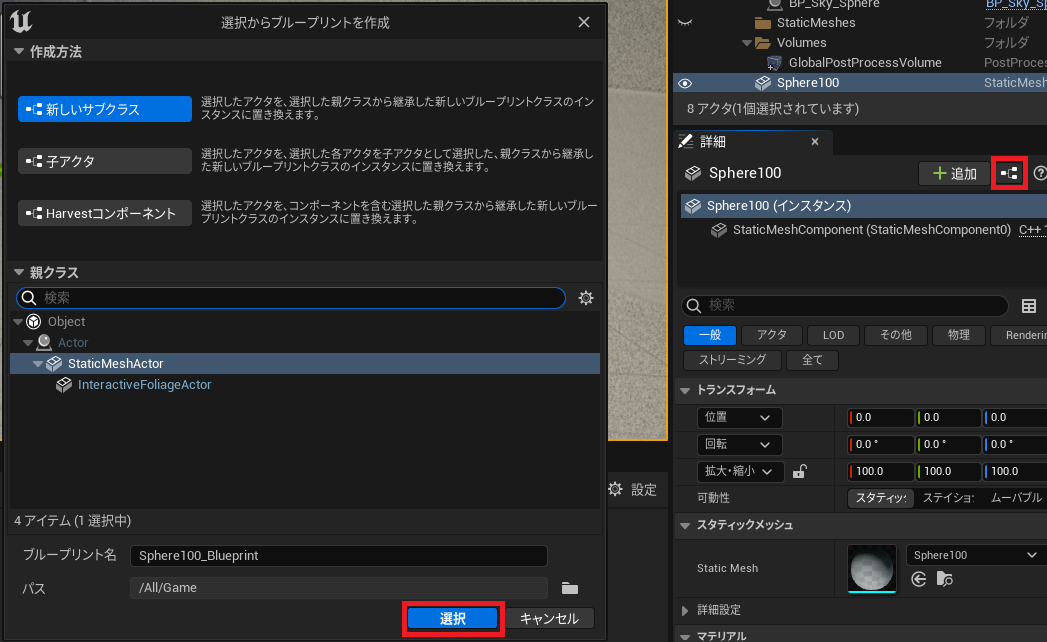 選択からブループリントを作成
作成方法
新しいサブクラス
選択したアクタを、選択した親クラスから継承した新しいブループリントクラスのイン
スタンスに置き換えます。
子アクタ
選択したアクタを、選択した各アクタを子アクタとして選択した、親クラスから継承し
た新しいブループリントクラスのインスタンスに置き換えます。
Harvestコンポーネント
選択したアクタを、コンポーネントを含む選択した親クラスから継承した新しいブルー
プリントクラスのインスタンスに置き換えます。
親クラス
検索
Object
Actor
StaticMeshActor
InteractiveFoliageActor
4 アイテム (1 選択中)
ブループリント名
Sphere100_Blueprint
パス
/All/Game
選択
キャンセル
設定
BP_Sky_Sphere
BP_Sky_Sp
StaticMeshes
フォルダ
Volumes
フォルダ
GlobalPostProcessVolume
PostProces
Sphere100
StaticMesh
8 アクタ(1個選択されています)
詳細
Sphere100
追加
Sphere100 (インスタンス)
StaticMeshComponent (StaticMeshComponent0)
C++
検索
一般
アクタ
LOD
その他
物理
Renderin
ストリーミング
全て
トランスフォーム
位置
0.0
0.0
0.0
回転
0.0 °
0.0 °
0.0 °
拡大・縮小
100.0
100.0
100.0
可動性
スタティッ
ステイショ
ムーバブル
スタティックメッシュ
Static Mesh
Sphere100
詳細設定
マテリアル